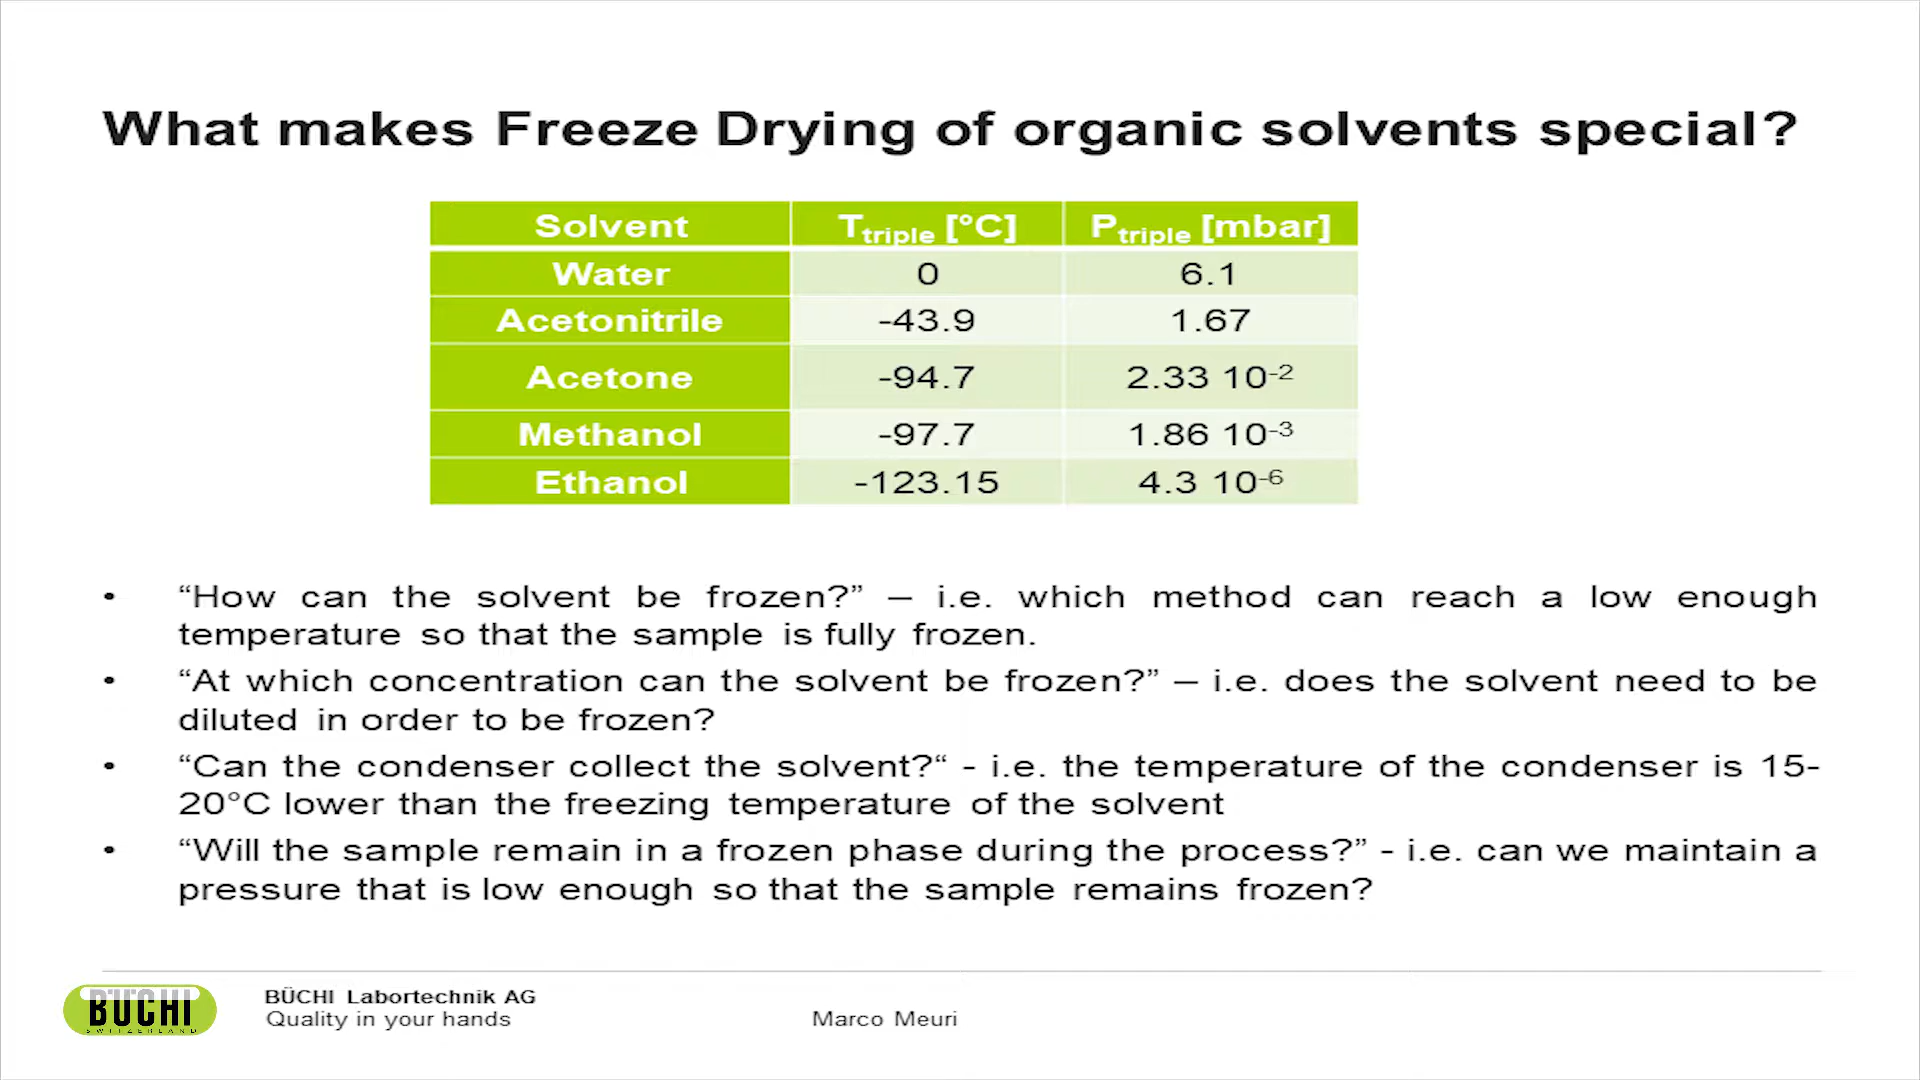 What makes Freeze Drying of organic solvents special?
Solvent Ttriple [°C] Ptriple [mbar]
Water 0 6.1
Acetonitrile -43.9 1.67
Acetone -94.7 2.33 10-2
Methanol -97.7 1.86 10-3
Ethanol -123.15 4.3 10-6
• “How can the solvent be frozen?” – i.e. which method can reach a low enough
temperature so that the sample is fully frozen.
• “At which concentration can the solvent be frozen?” – i.e. does the solvent need to be
diluted in order to be frozen?
• “Can the condenser collect the solvent?“ - i.e. the temperature of the condenser is 15-
20°C lower than the freezing temperature of the solvent
• “Will the sample remain in a frozen phase during the process?” - i.e. can we maintain a
pressure that is low enough so that the sample remains frozen?
BÜCHI
SWITZERLAND
BÜCHI Labortechnik AG
Quality in your hands
Marco Meuri